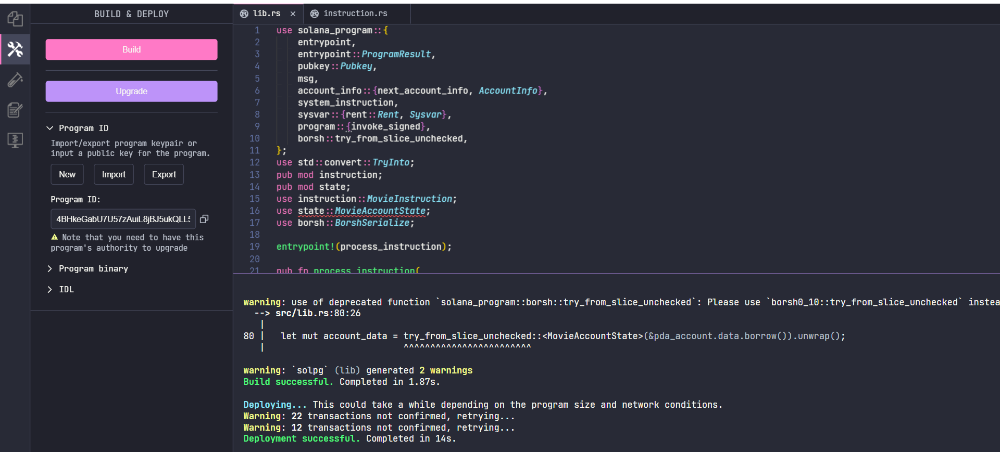 BUILD & DEPLOY
Build
Upgrade
Program ID
Import/export program keypair or
input a public key for the program.
New Import Export
Program ID:
4BHkeGabU7U57zAuiL8jBJ5ukQLL
⚠ Note that you need to have this
program's authority to upgrade
Program binary
IDL
lib.rs × instruction.rs
1 use solana_program::{
2 entrypoint,
3 entrypoint::ProgramResult,
4 pubkey::Pubkey,
5 msg,
6 account_info::{next_account_info, AccountInfo},
7 system_instruction,
8 sysvar::{rent::Rent, Sysvar},
9 program::{invoke_signed},
10 borsh::try_from_slice_unchecked,
11 };
12 use std::convert::TryInto;
13 pub mod instruction;
14 pub mod state;
15 use instruction::MovieInstruction;
16 use state::MovieAccountState;
17 use borsh::BorshSerialize;
18
19 entrypoint!(process_instruction);
20
21 pub fn process_instruction(
warning: use of deprecated function `solana_program::borsh::try_from_slice_unchecked`: Please use `borsh0_10::try_from_slice_unchecked` instea
--> src/lib.rs:80:26
|
80 | let mut account_data = try_from_slice_unchecked::<MovieAccountState>(&pda_account.data.borrow()).unwrap();
| ^^^^^^^^^^^^^^^^^^^^^^^^
warning: `solpg` (lib) generated 2 warnings
Build successful. Completed in 1.87s.
Deploying... This could take a while depending on the program size and network conditions.
Warning: 22 transactions not confirmed, retrying...
Warning: 12 transactions not confirmed, retrying...
Deployment successful. Completed in 14s.